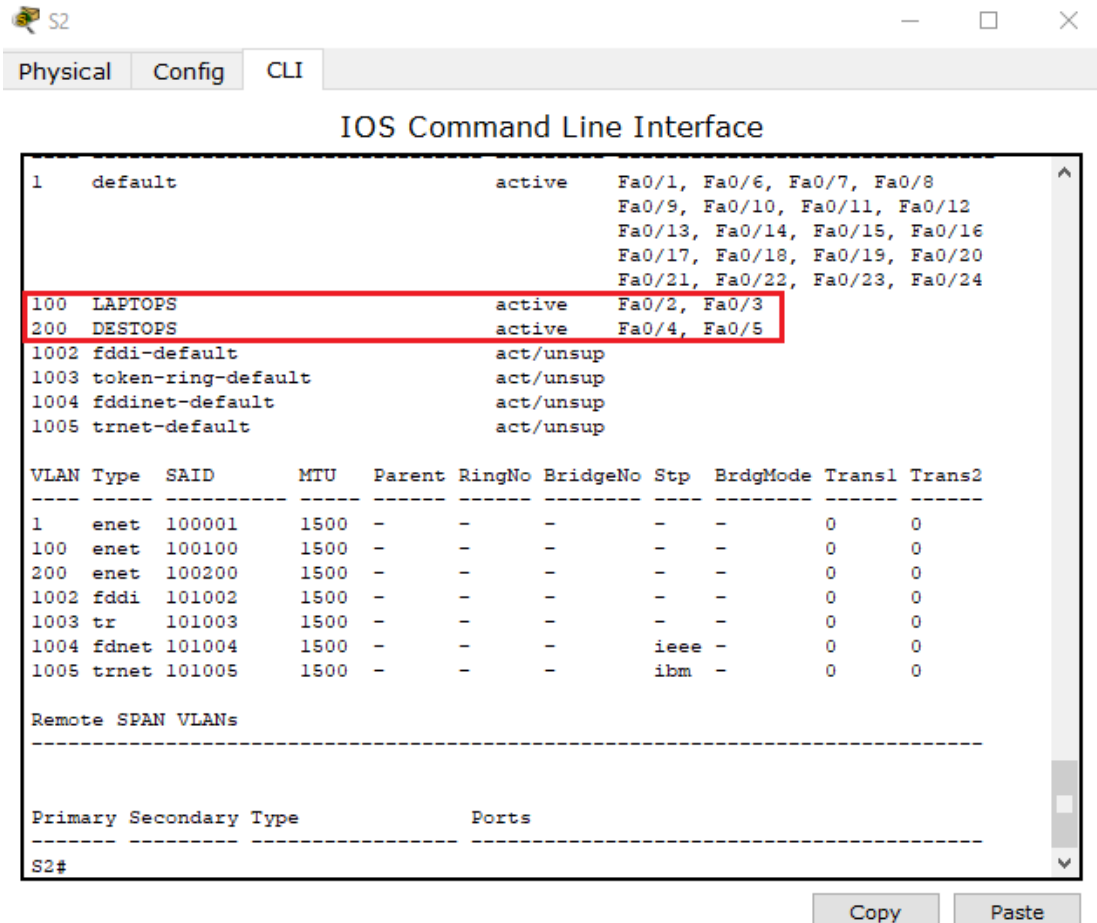 S2
Physical Config CLI
IOS Command Line Interface
1 default active Fa0/1, Fa0/6, Fa0/7, Fa0/8
Fa0/9, Fa0/10, Fa0/11, Fa0/12
Fa0/13, Fa0/14, Fa0/15, Fa0/16
Fa0/17, Fa0/18, Fa0/19, Fa0/20
Fa0/21, Fa0/22, Fa0/23, Fa0/24
100 LAPTOPS active Fa0/2, Fa0/3
200 DESTOPS active Fa0/4, Fa0/5
1002 fddi-default act/unsup
1003 token-ring-default act/unsup
1004 fddinet-default act/unsup
1005 trnet-default act/unsup
VLAN Type SAID MTU Parent RingNo BridgeNo Stp BrdgMode Trans1 Trans2
---- ---- ---------- ----- ------ ------ -------- ---- -------- ------ ------
1 enet 100001 1500 - - - - - 0 0
100 enet 100100 1500 - - - - - 0 0
200 enet 100200 1500 - - - - - 0 0
1002 fddi 101002 1500 - - - - - 0 0
1003 tr 101003 1500 - - - - - 0 0
1004 fdnet 101004 1500 - - - ieee - 0 0
1005 trnet 101005 1500 - - - ibm - 0 0
Remote SPAN VLANs
------------------------------------------------------------------------------
Primary Secondary Type Ports
------- --------- ----------------- ------------------------------------------
S2#
Copy Paste